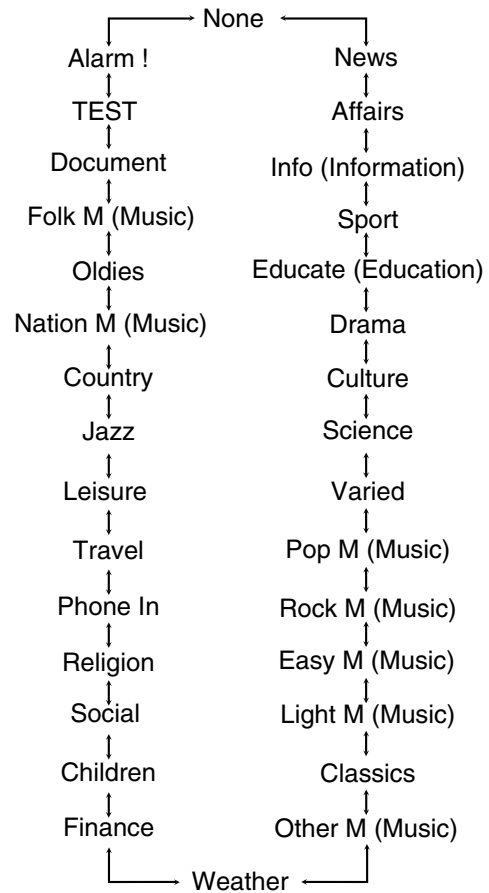 None
Alarm !
News
TEST
Affairs
Document
Info (Information)
Folk M (Music)
Sport
Oldies
Educate (Education)
Nation M (Music)
Drama
Country
Culture
Jazz
Science
Leisure
Varied
Travel
Pop M (Music)
Phone In
Rock M (Music)
Religion
Easy M (Music)
Social
Light M (Music)
Children
Classics
Finance
Other M (Music)
Weather